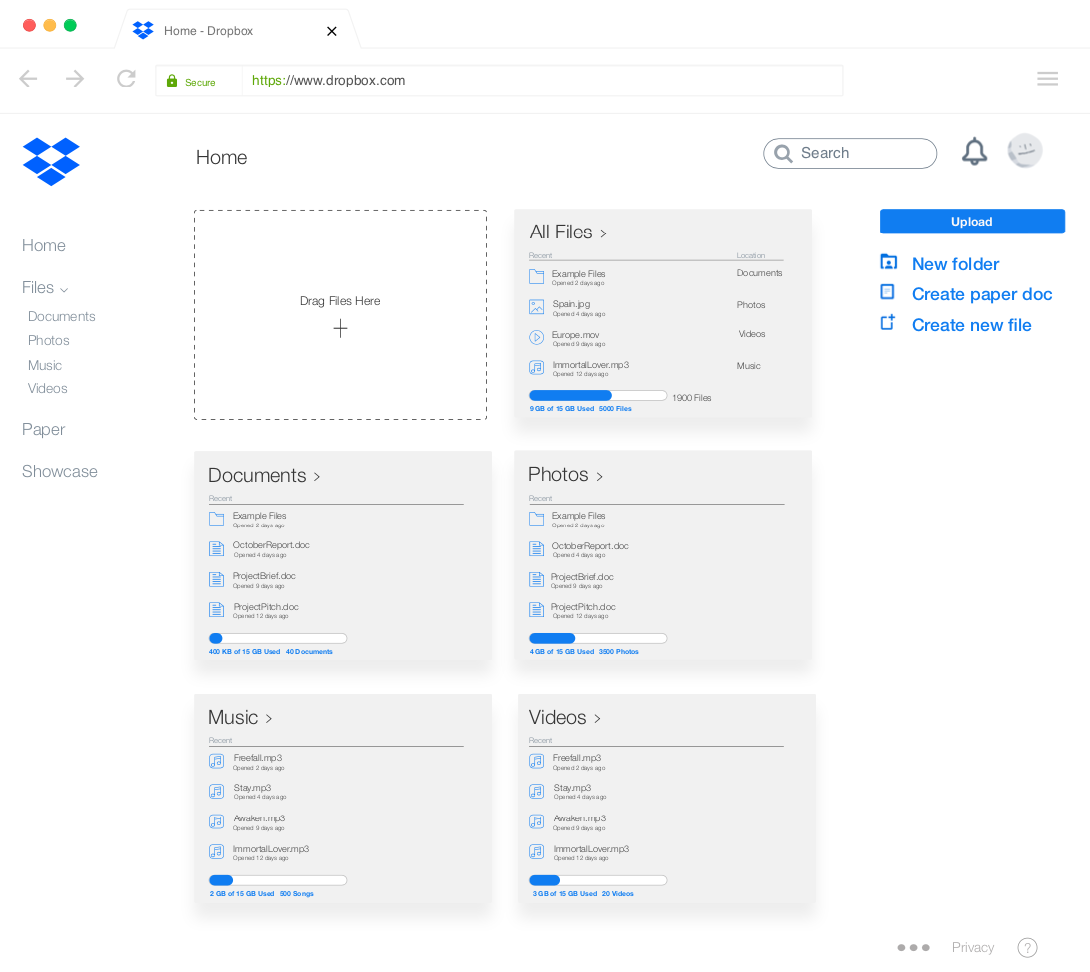 Home - Dropbox
Secure
https://www.dropbox.com
Home
Search
Home
Files
Documents
Photos
Music
Videos
Paper
Showcase
Drag Files Here
All Files
Recent Location
Example Files Documents
Opened 2 days ago
Spain.jpg Photos
Opened 4 days ago
Europe.mov Videos
Opened 9 days ago
ImmortalLover.mp3 Music
Opened 12 days ago
1900 Files
9 GB of 15 GB Used 5000 Files
Upload
New folder
Create paper doc
Create new file
Documents
Recent
Example Files
Opened 2 days ago
OctoberReport.doc
Opened 4 days ago
ProjectBrief.doc
Opened 9 days ago
ProjectPitch.doc
Opened 12 days ago
400 KB of 15 GB Used 40 Documents
Photos
Recent
Example Files
Opened 2 days ago
OctoberReport.doc
Opened 4 days ago
ProjectBrief.doc
Opened 9 days ago
ProjectPitch.doc
Opened 12 days ago
4 GB of 15 GB Used 3500 Photos
Music
Recent
Freefall.mp3
Opened 2 days ago
Stay.mp3
Opened 4 days ago
Awaken.mp3
Opened 9 days ago
ImmortalLover.mp3
Opened 12 days ago
2 GB of 15 GB Used 500 Songs
Videos
Recent
Freefall.mp3
Opened 2 days ago
Stay.mp3
Opened 4 days ago
Awaken.mp3
Opened 9 days ago
ImmortalLover.mp3
Opened 12 days ago
3 GB of 15 GB Used 20 Videos
Privacy
?